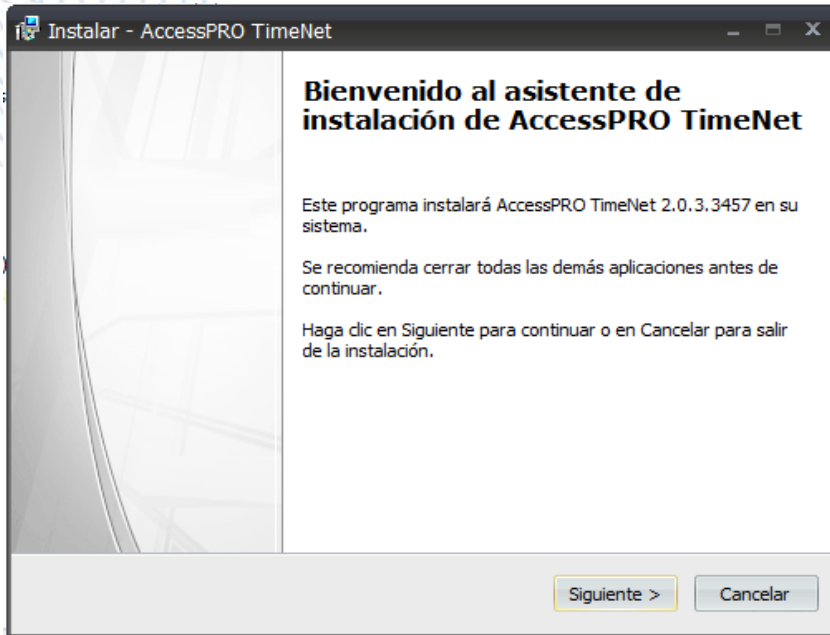 Instalar - AccessPRO TimeNet
Bienvenido al asistente de
instalación de AccessPRO TimeNet
Este programa instalará AccessPRO TimeNet 2.0.3.3457 en su
sistema.
Se recomienda cerrar todas las demás aplicaciones antes de
continuar.
Haga clic en Siguiente para continuar o en Cancelar para salir
de la instalación.
Siguiente >
Cancelar